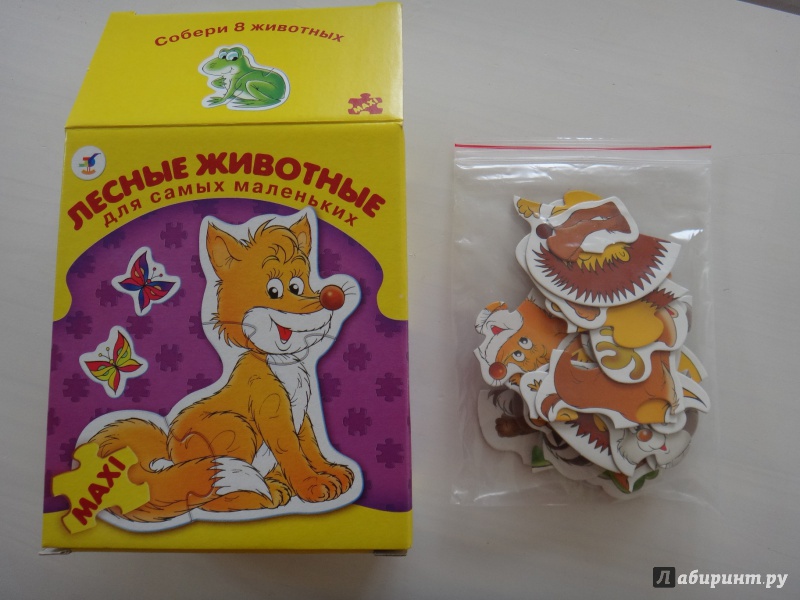 Собери 8 животных
MAXI
ЛЕСНЫЕ ЖИВОТНЫЕ
для самых маленьких
MAXI
Лабиринт.ру